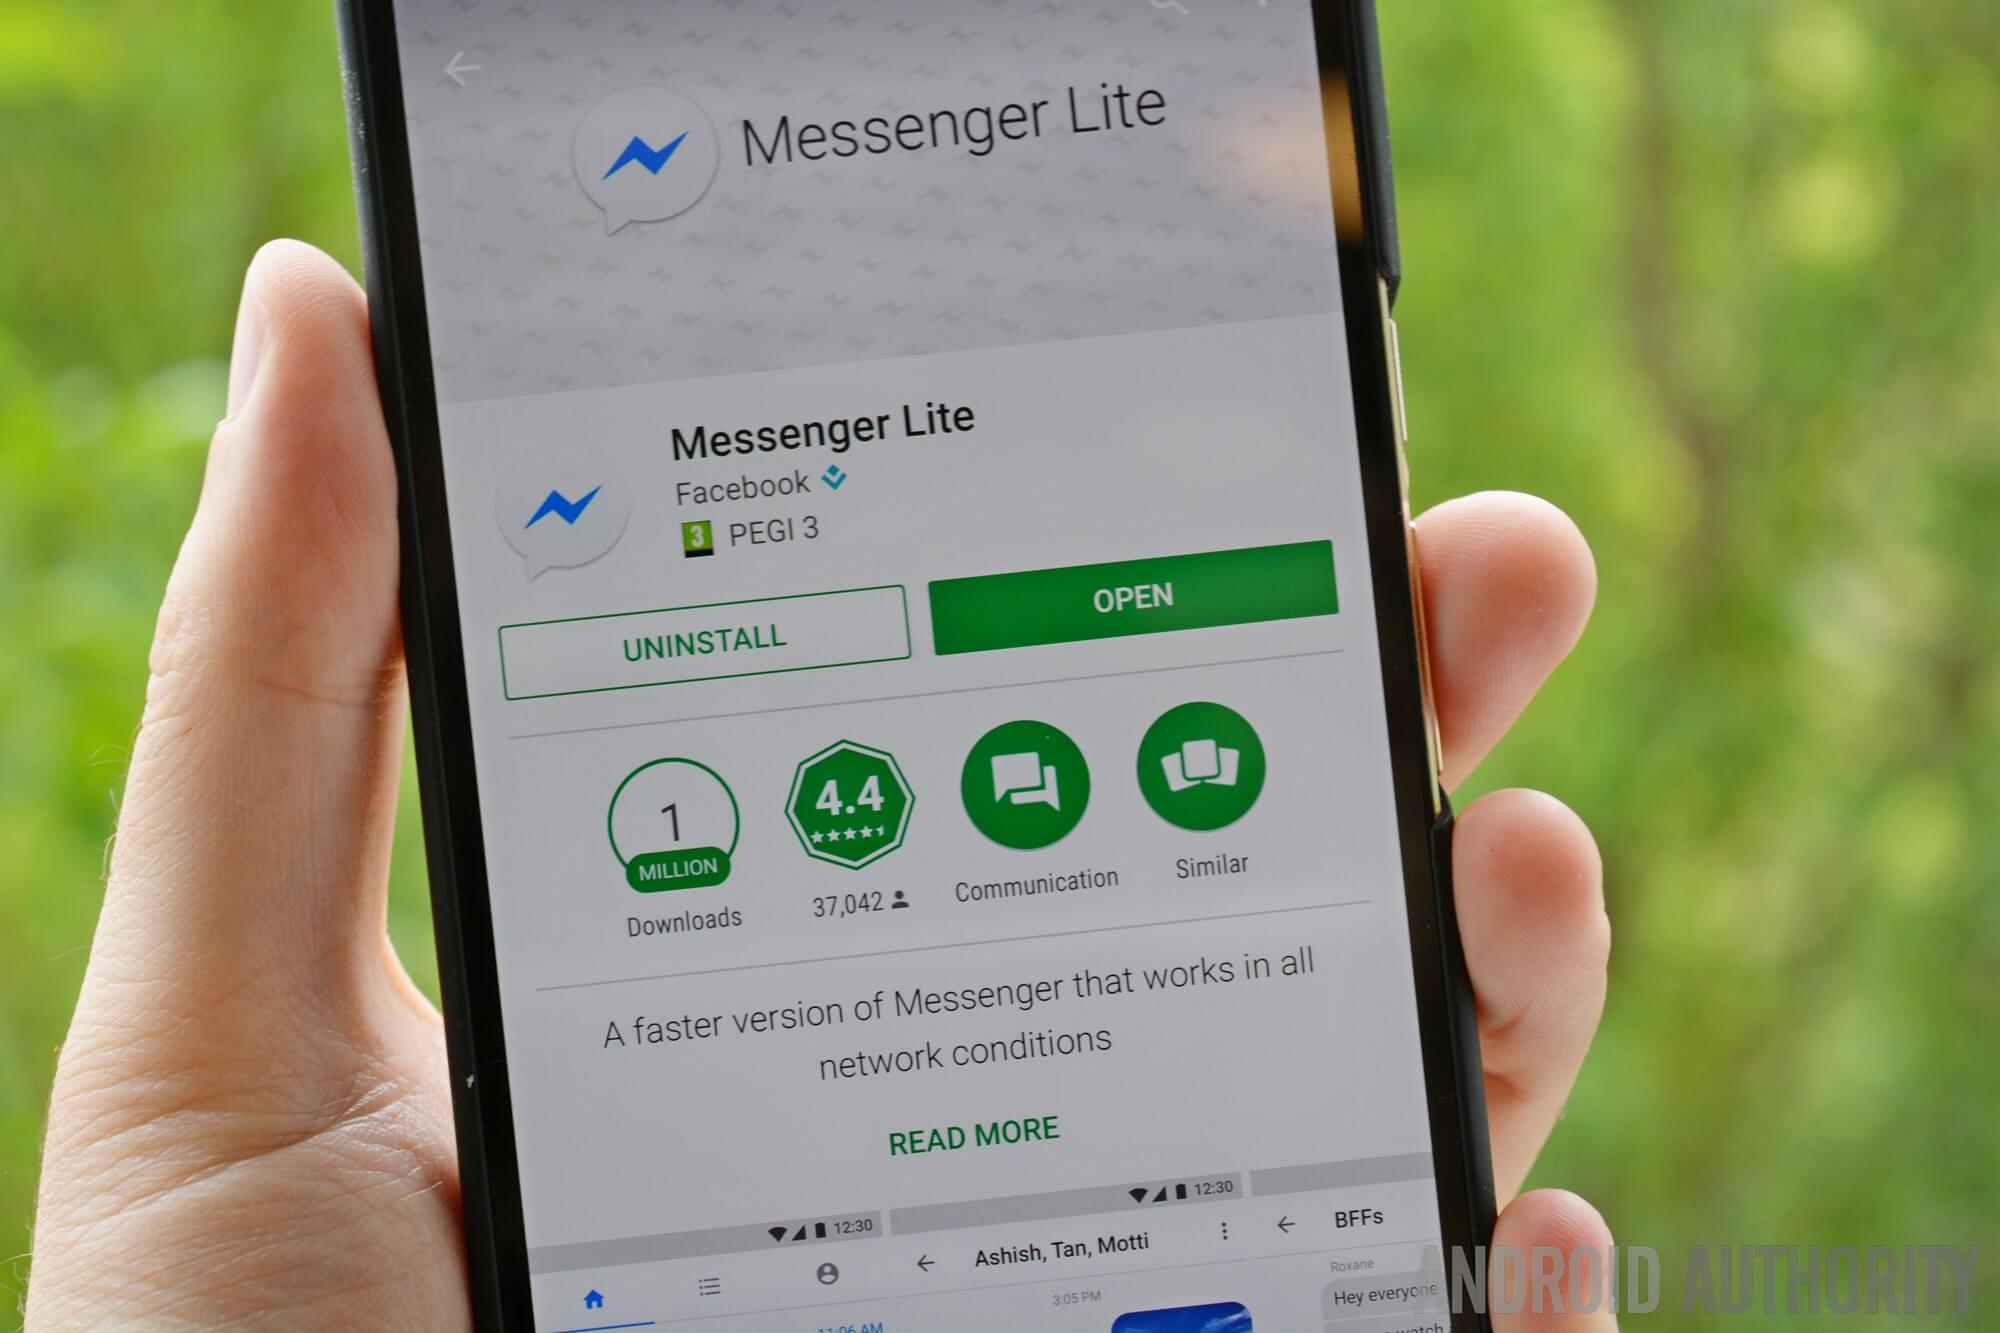 Messenger Lite
Messenger Lite
Facebook
3 PEGI 3
UNINSTALL
OPEN
1
MILLION
Downloads
4.4
37,042
Communication
Similar
A faster version of Messenger that works in all
network conditions
READ MORE
12:30
11:06 AM
12:30
Ashish, Tan, Motti
3:05 PM
BFFs
Roxane
Hey everyone
watch
ANDROID AUTHORITY